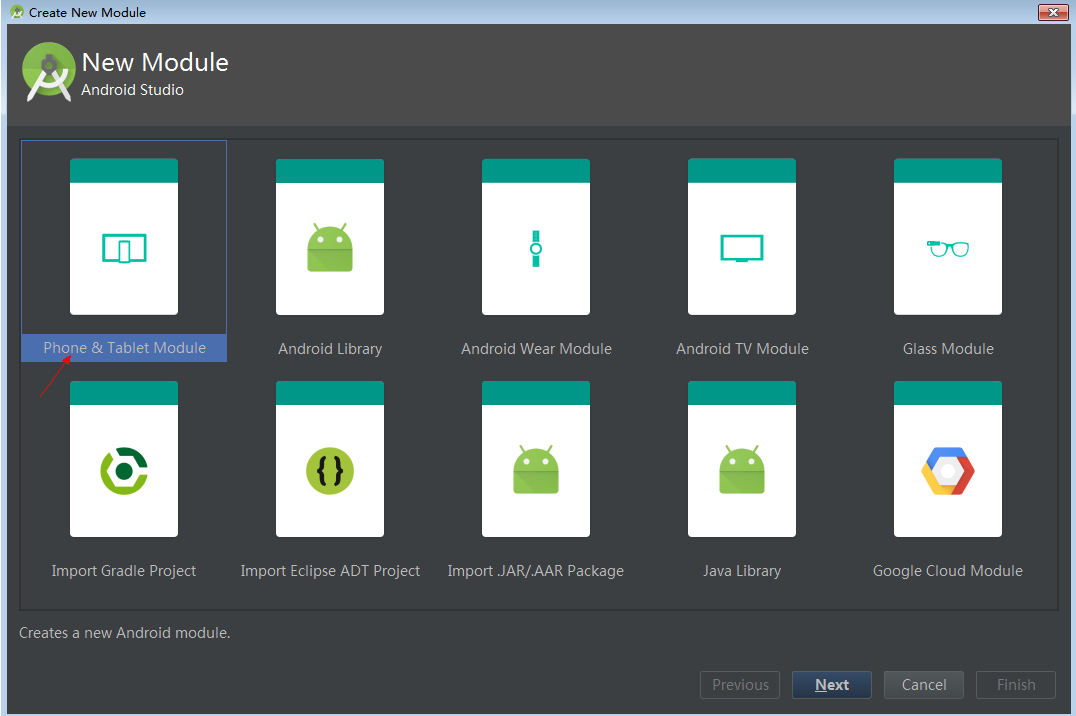 Create New Module
New Module
Android Studio
Phone & Tablet Module
Android Library
Android Wear Module
Android TV Module
Glass Module
Import Gradle Project
Import Eclipse ADT Project
Import .JAR/.AAR Package
Java Library
Google Cloud Module
Creates a new Android module.
Previous
Next
Cancel
Finish